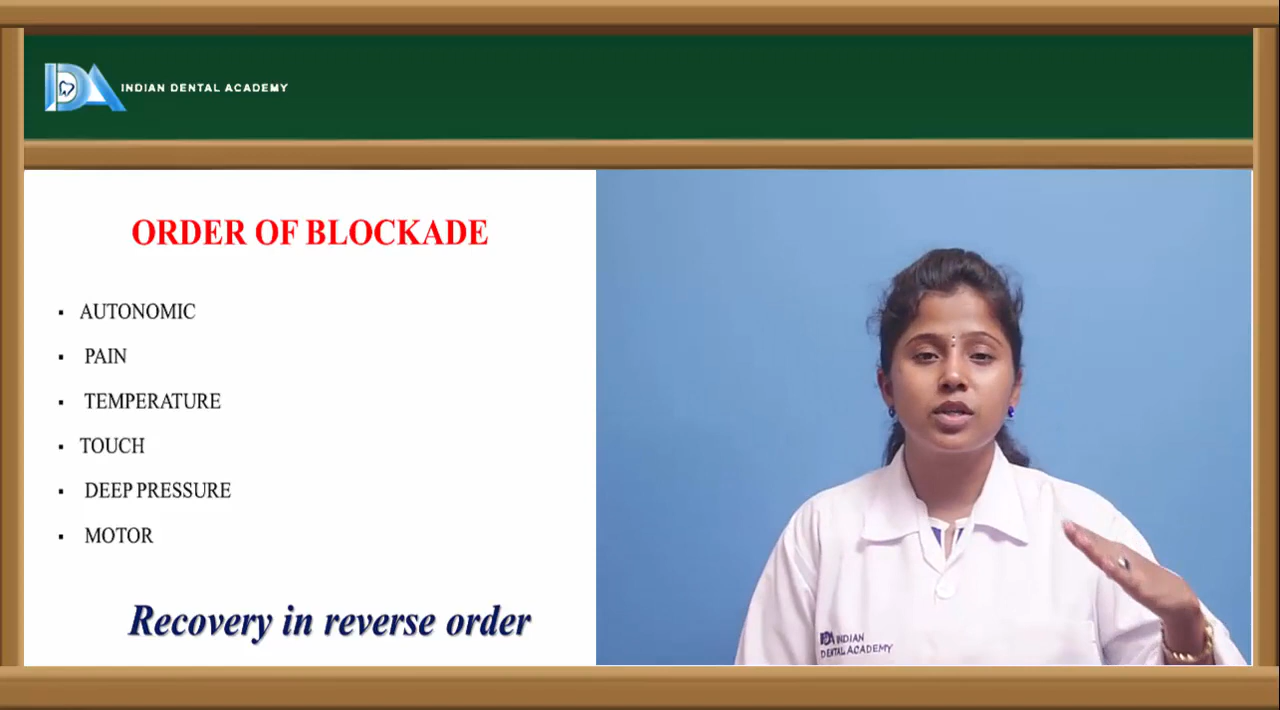 INDIAN DENTAL ACADEMY
ORDER OF BLOCKADE
▪ AUTONOMIC
▪ PAIN
▪ TEMPERATURE
▪ TOUCH
▪ DEEP PRESSURE
▪ MOTOR
Recovery in reverse order
IDA INDIAN
DENTAL ACADEMY